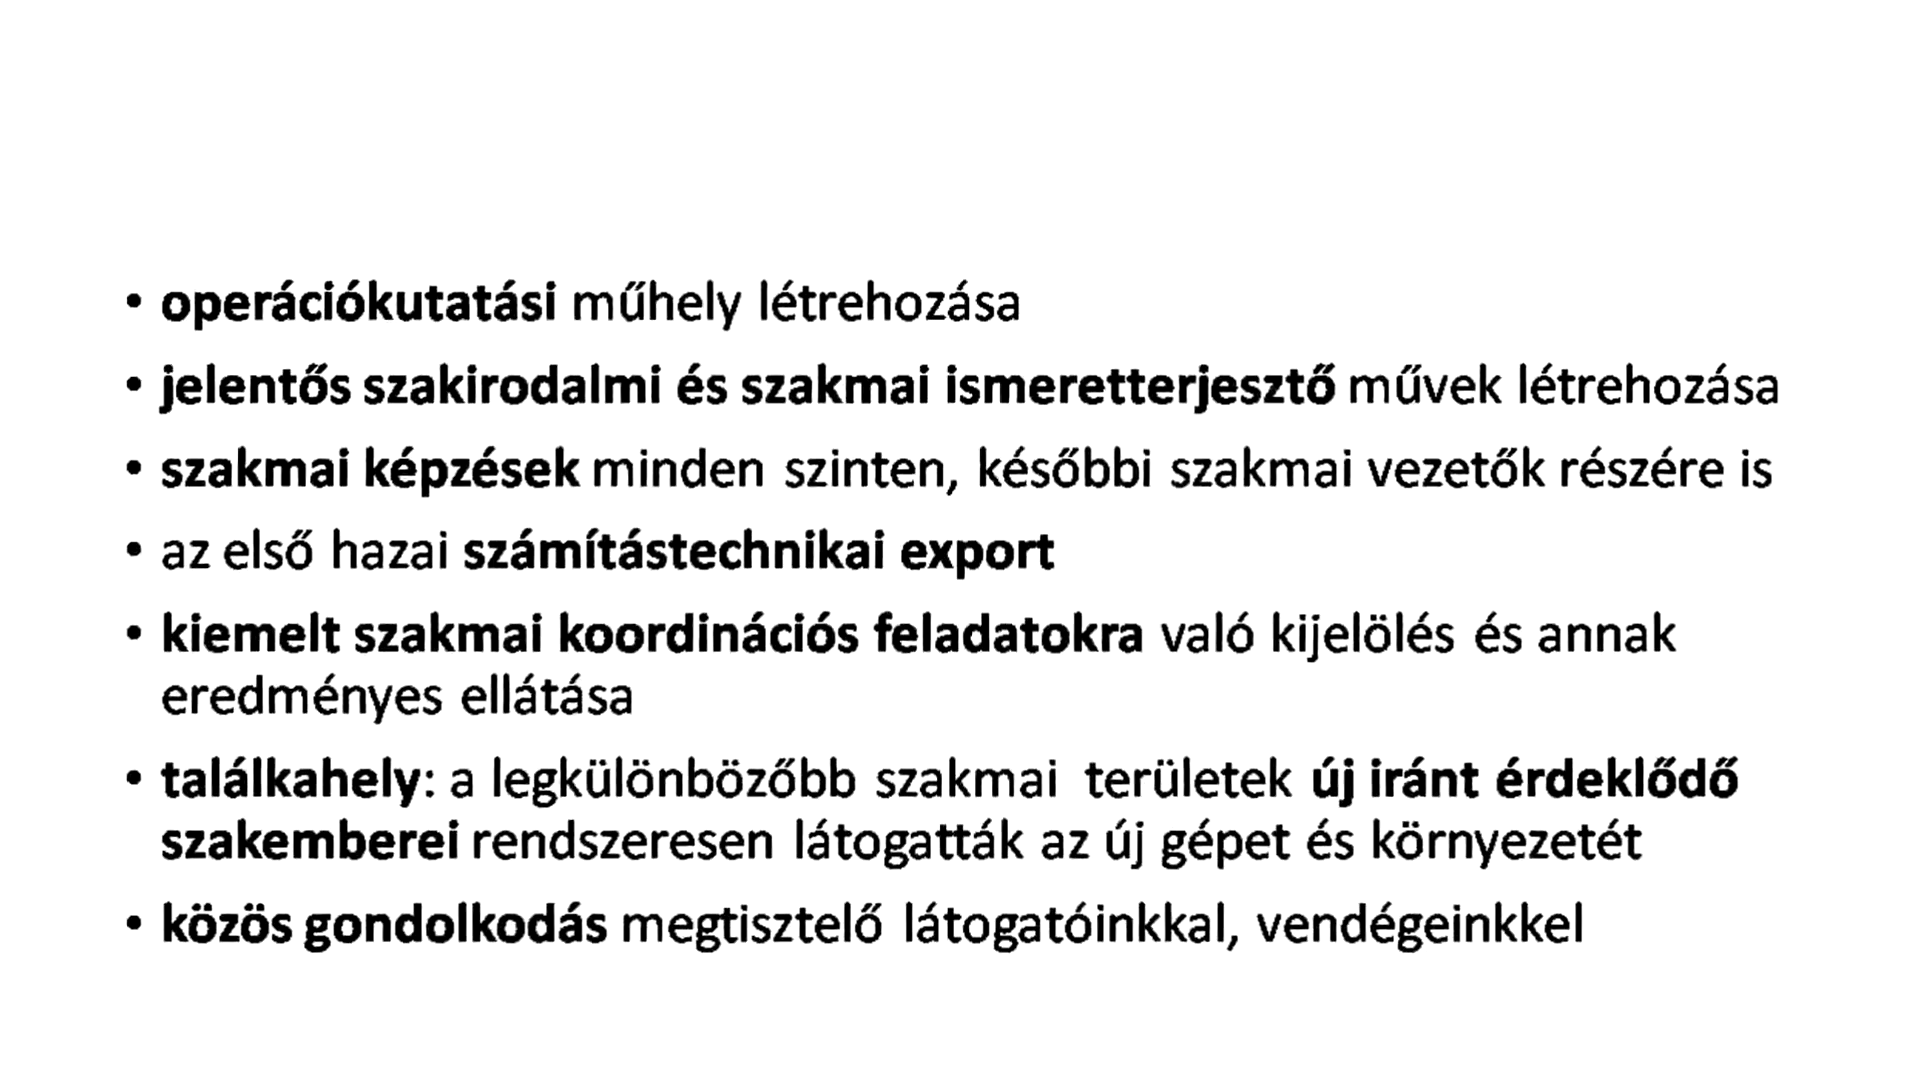 • operációkutatási műhely létrehozása
• jelentős szakirodalmi és szakmai ismeretterjesztő művek létrehozása
• szakmai képzések minden szinten, későbbi szakmai vezetők részére is
• az első hazai számítástechnikai export
• kiemelt szakmai koordinációs feladatokra való kijelölés és annak
eredményes ellátása
• találkahely: a legkülönbözőbb szakmai területek új iránt érdeklődő
szakemberei rendszeresen látogatták az új gépet és környezetét
• közös gondolkodás megtisztelő látogatóinkkal, vendégeinkkel